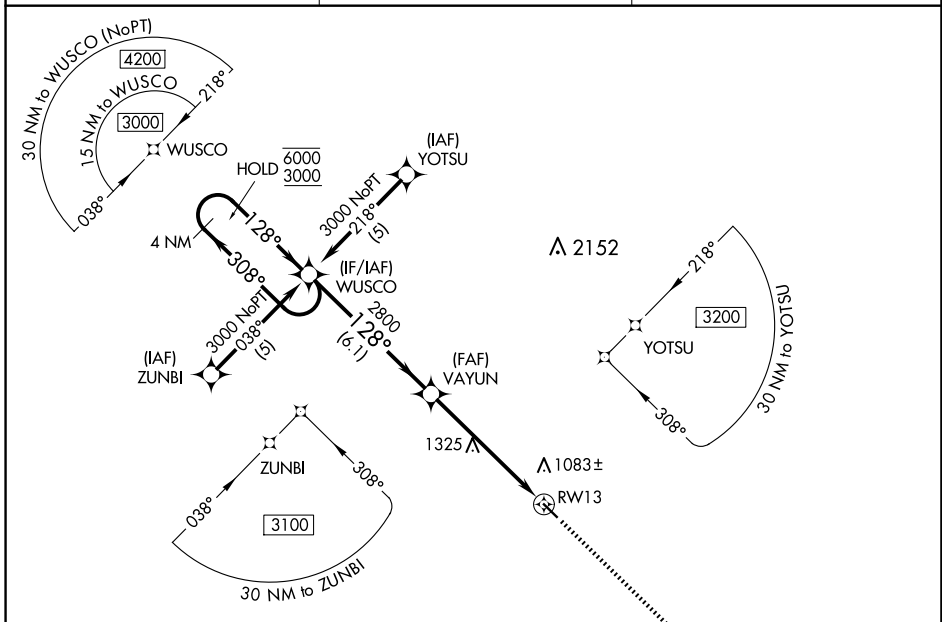 30 NM to WUSCO (NoPT)
4200
15 NM to WUSCO
3000
218°
WUSCO
038°
HOLD
6000
3000
(IAF)
YOTSU
3000 NoPT
218°
(5)
128°
4 NM
308°
(IF/IAF)
WUSCO
2152
3000 NoPT
038°
(5)
(IAF)
ZUNBI
2800
128°
(6.1)
(FAF)
VAYUN
218°
3200
YOTSU
308°
30 NM to YOTSU
1325
1083±
RW13
ZUNBI
038°
308°
3100
30 NM to ZUNBI